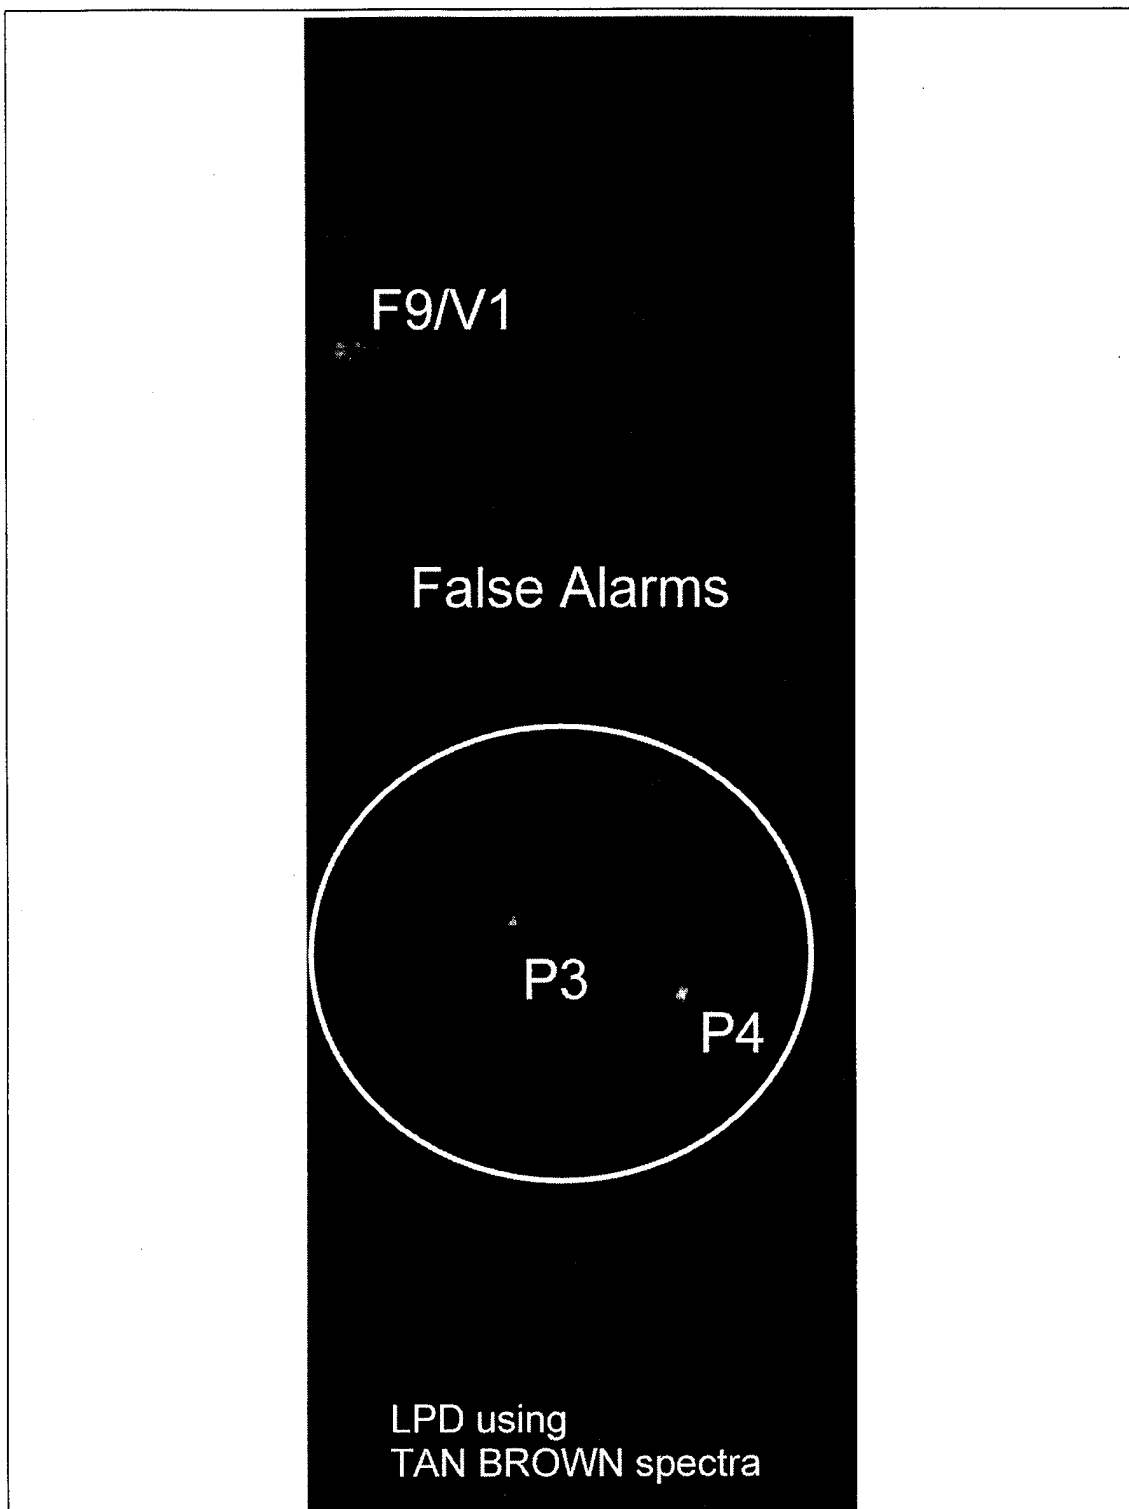 F9/V1
False Alarms
P3
P4
LPD using
TAN BROWN spectra